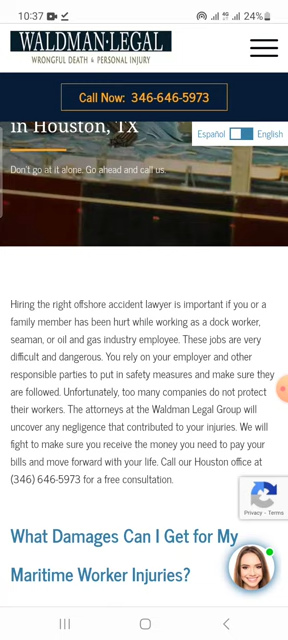 10:37
24%
WALDMAN·LEGAL
WRONGFUL DEATH & PERSONAL INJURY
Call Now: 346-646-5973
in Houston, TX
Español English
Don't go at it alone. Go ahead and call us.
Hiring the right offshore accident lawyer is important if you or a
family member has been hurt while working as a dock worker,
seaman, or oil and gas industry employee. These jobs are very
difficult and dangerous. You rely on your employer and other
responsible parties to put in safety measures and make sure they
are followed. Unfortunately, too many companies do not protect
their workers. The attorneys at the Waldman Legal Group will
uncover any negligence that contributed to your injuries. We will
fight to make sure you receive the money you need to pay your
bills and move forward with your life. Call our Houston office at
(346) 646-5973 for a free consultation.
Privacy - Terms
What Damages Can I Get for My
Maritime Worker Injuries?